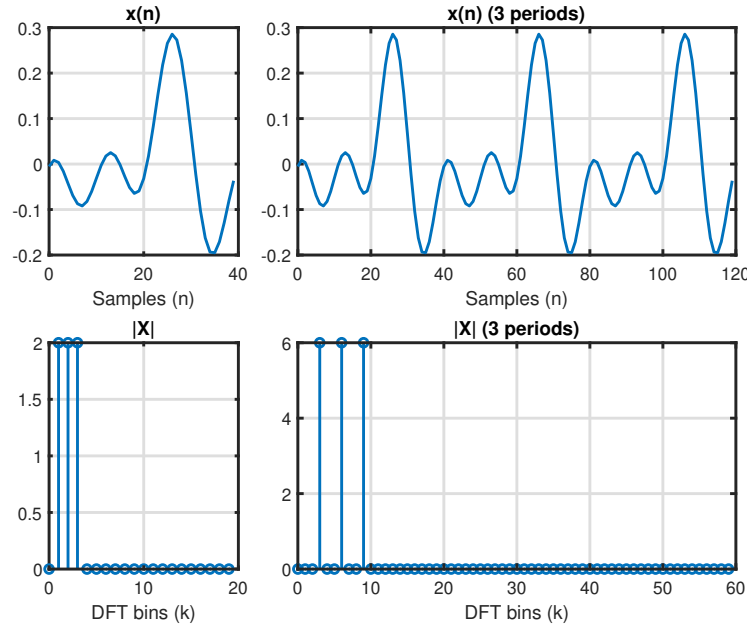 x(n)
0.3
0.2
0.1
0
-0.1
-0.2
0 20 40
Samples (n)
x(n) (3 periods)
0.3
0.2
0.1
0
-0.1
-0.2
0 20 40 60 80 100 120
Samples (n)
|X|
2
1.5
1
0.5
0
0 10 20
DFT bins (k)
|X| (3 periods)
6
4
2
0
0 10 20 30 40 50 60
DFT bins (k)